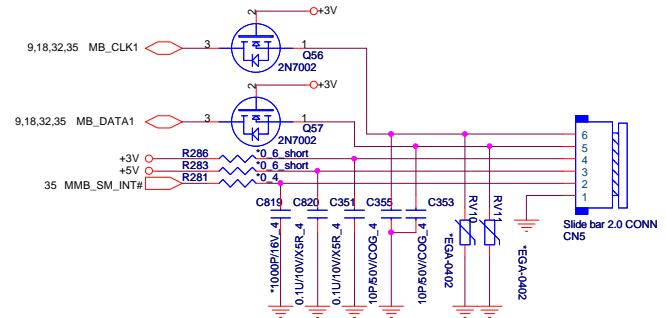 +3V
2
9,18,32,35 MB_CLK1
3
1
Q56
2N7002
+3V
2
9,18,32,35 MB_DATA1
3
1
Q57
2N7002
+3V R286 *0_6_short
+5V R283 *0_6_short
35 MMB_SM_INT# R281 *0_4
6
5
4
3
2
1
Slide bar 2.0 CONN
CN5
C819 C820 C351 C355 C353
*1000P/16V_4
0.1U/10V/X5R_4
0.1U/10V/X5R_4
10P/50V/COG_4
10P/50V/COG_4
RV10
RV11
*EGA-0402
*EGA-0402